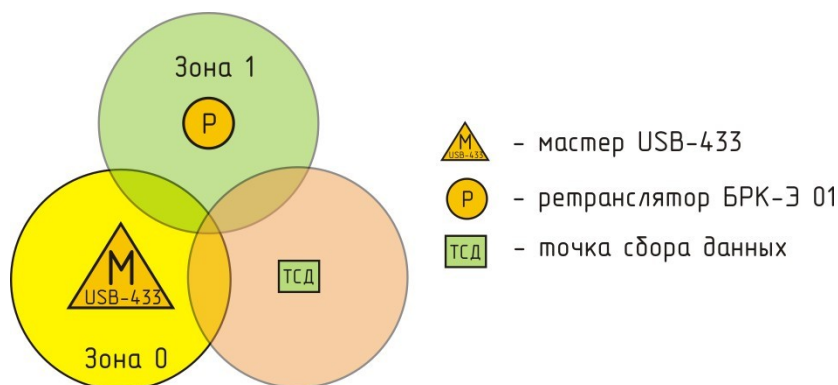 Зона 1
Р
М
USB-433
ТСД
Зона 0
М
USB-433
- мастер USB-433
Р
- ретранслятор БРК-Э 01
ТСД
- точка сбора данных